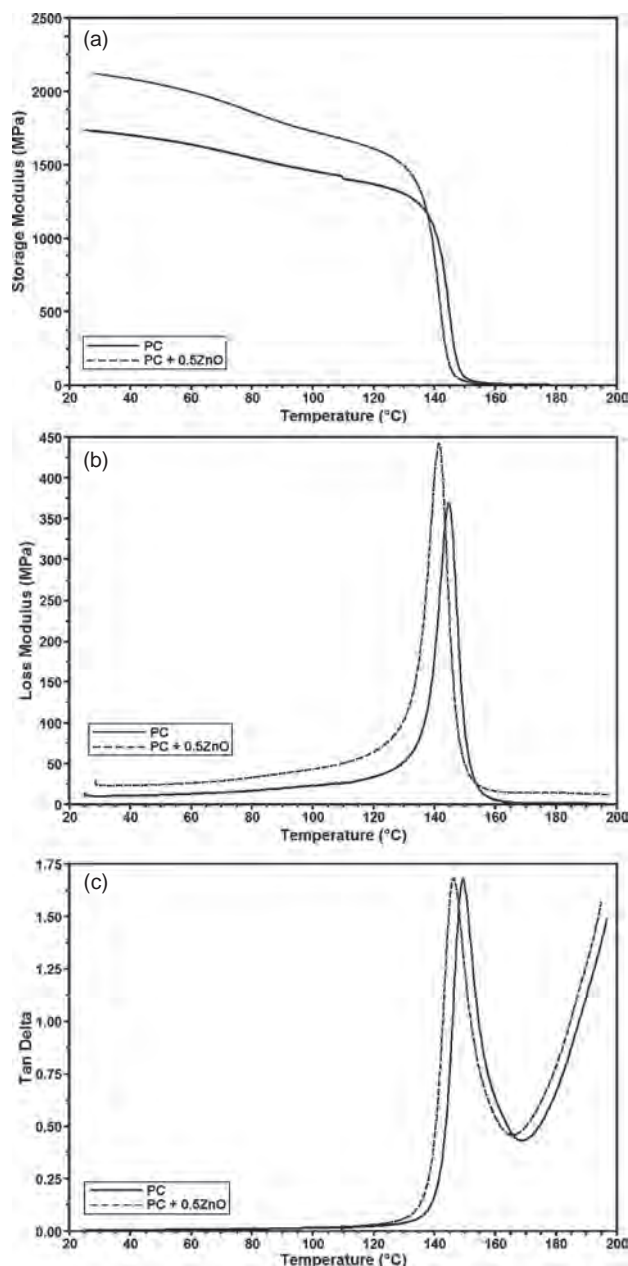 (a)
2500
2000
1500
1000
500
0
Storage Modulus (MPa)
PC
PC + 0.5ZnO
20 40 60 80 100 120 140 160 180 200
Temperature (°C)
(b)
450
400
350
300
250
200
150
100
50
0
Loss Modulus (MPa)
PC
PC + 0.5ZnO
20 40 60 80 100 120 140 160 180 200
Temperature (°C)
(c)
1.75
1.50
1.25
1.00
0.75
0.50
0.25
0.00
Tan Delta
PC
PC + 0.5ZnO
20 40 60 80 100 120 140 160 180 200
Temperature (°C)